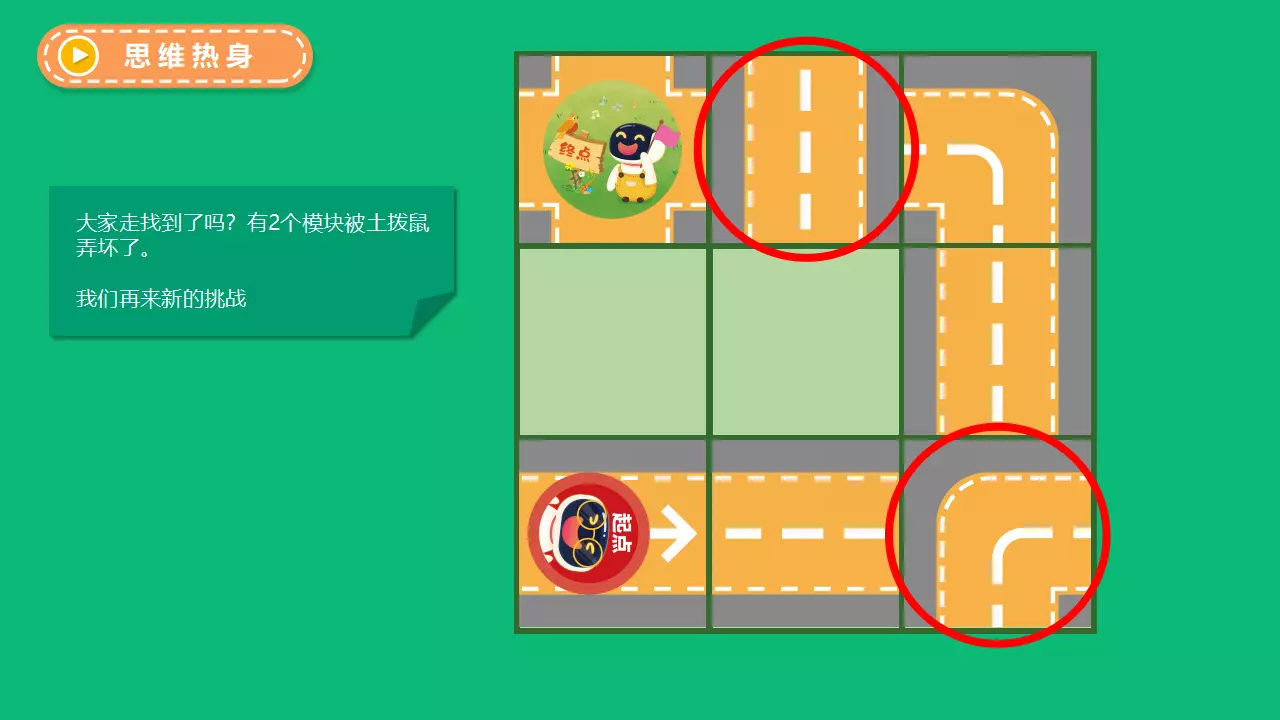 思维热身
大家走找到了吗？有2个模块被土拨鼠
弄坏了。
我们再来新的挑战
终点
起点